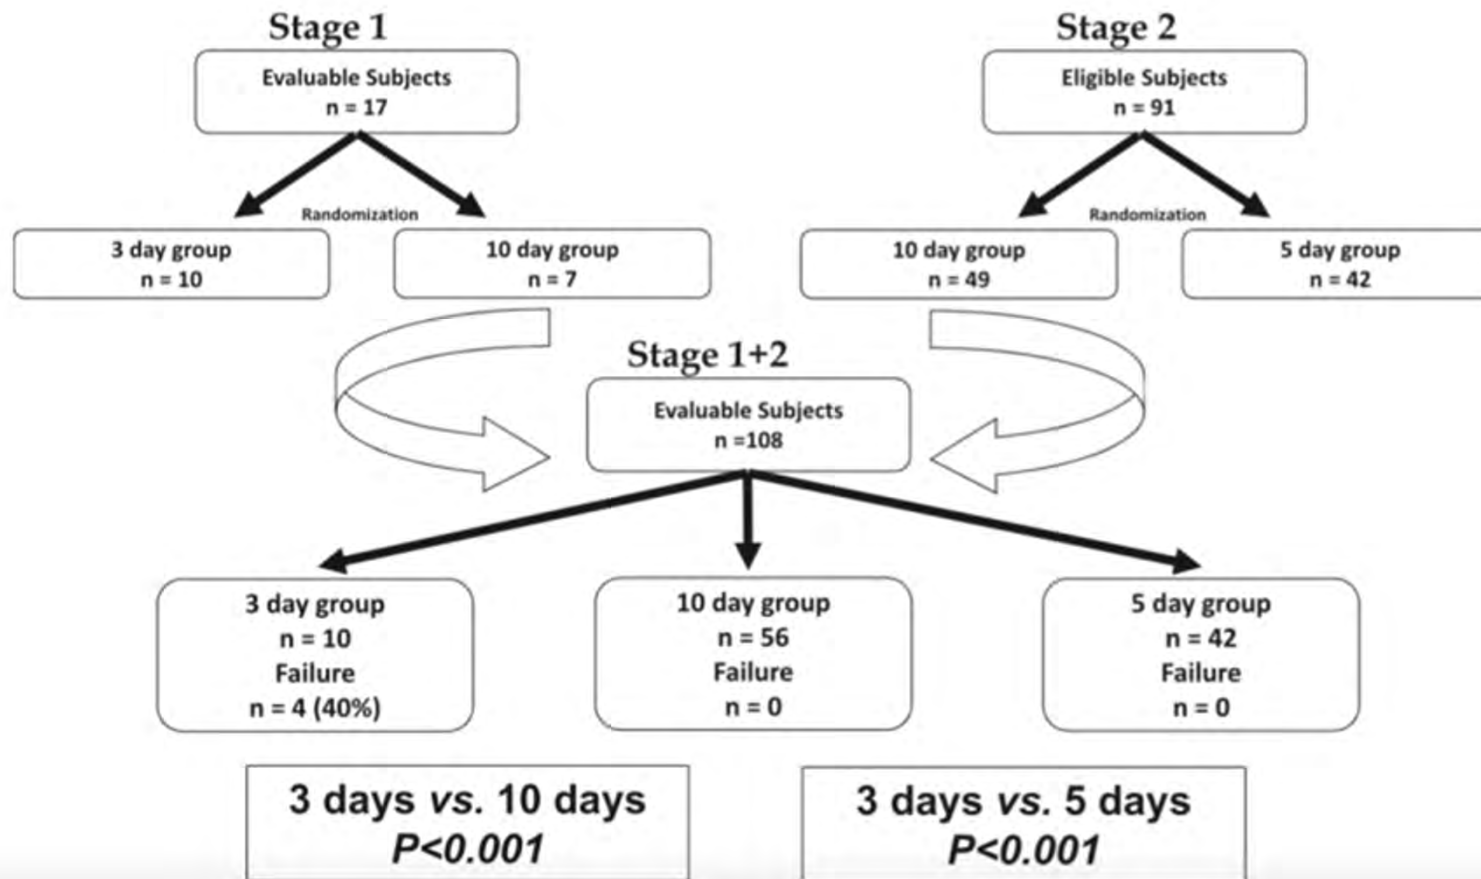 Stage 1
Evaluable Subjects
n = 17
Randomization
3 day group
n = 10
10 day group
n = 7
Stage 2
Eligible Subjects
n = 91
Randomization
10 day group
n = 49
5 day group
n = 42
Stage 1+2
Evaluable Subjects
n =108
3 day group
n = 10
Failure
n = 4 (40%)
10 day group
n = 56
Failure
n = 0
5 day group
n = 42
Failure
n = 0
3 days vs. 10 days
P<0.001
3 days vs. 5 days
P<0.001